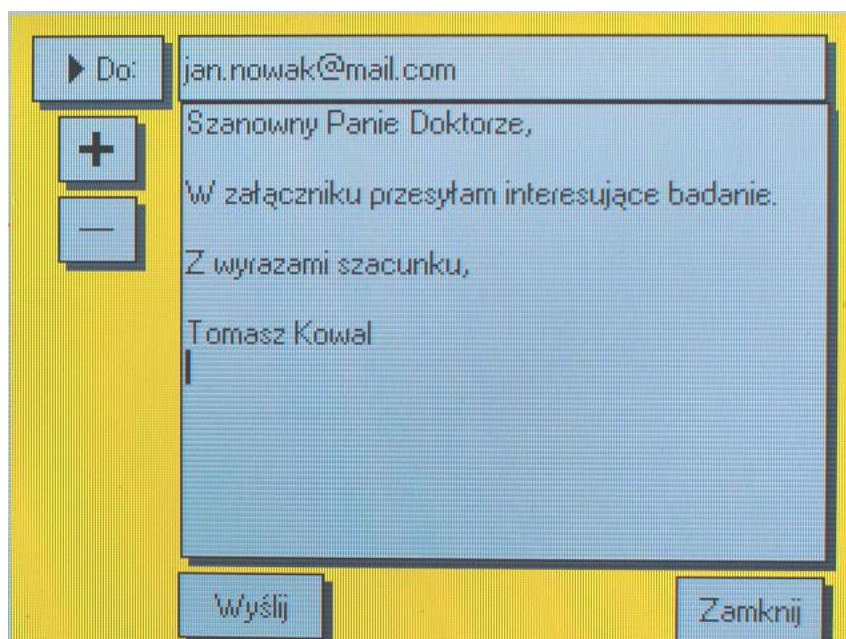 Do:
jan.nowak@mail.com
+
Szanowny Panie Doktorze,
—
W załączniku przesyłam interesujące badanie.
Z wyrazami szacunku,
Tomasz Kowal
Wyślij
Zamknij